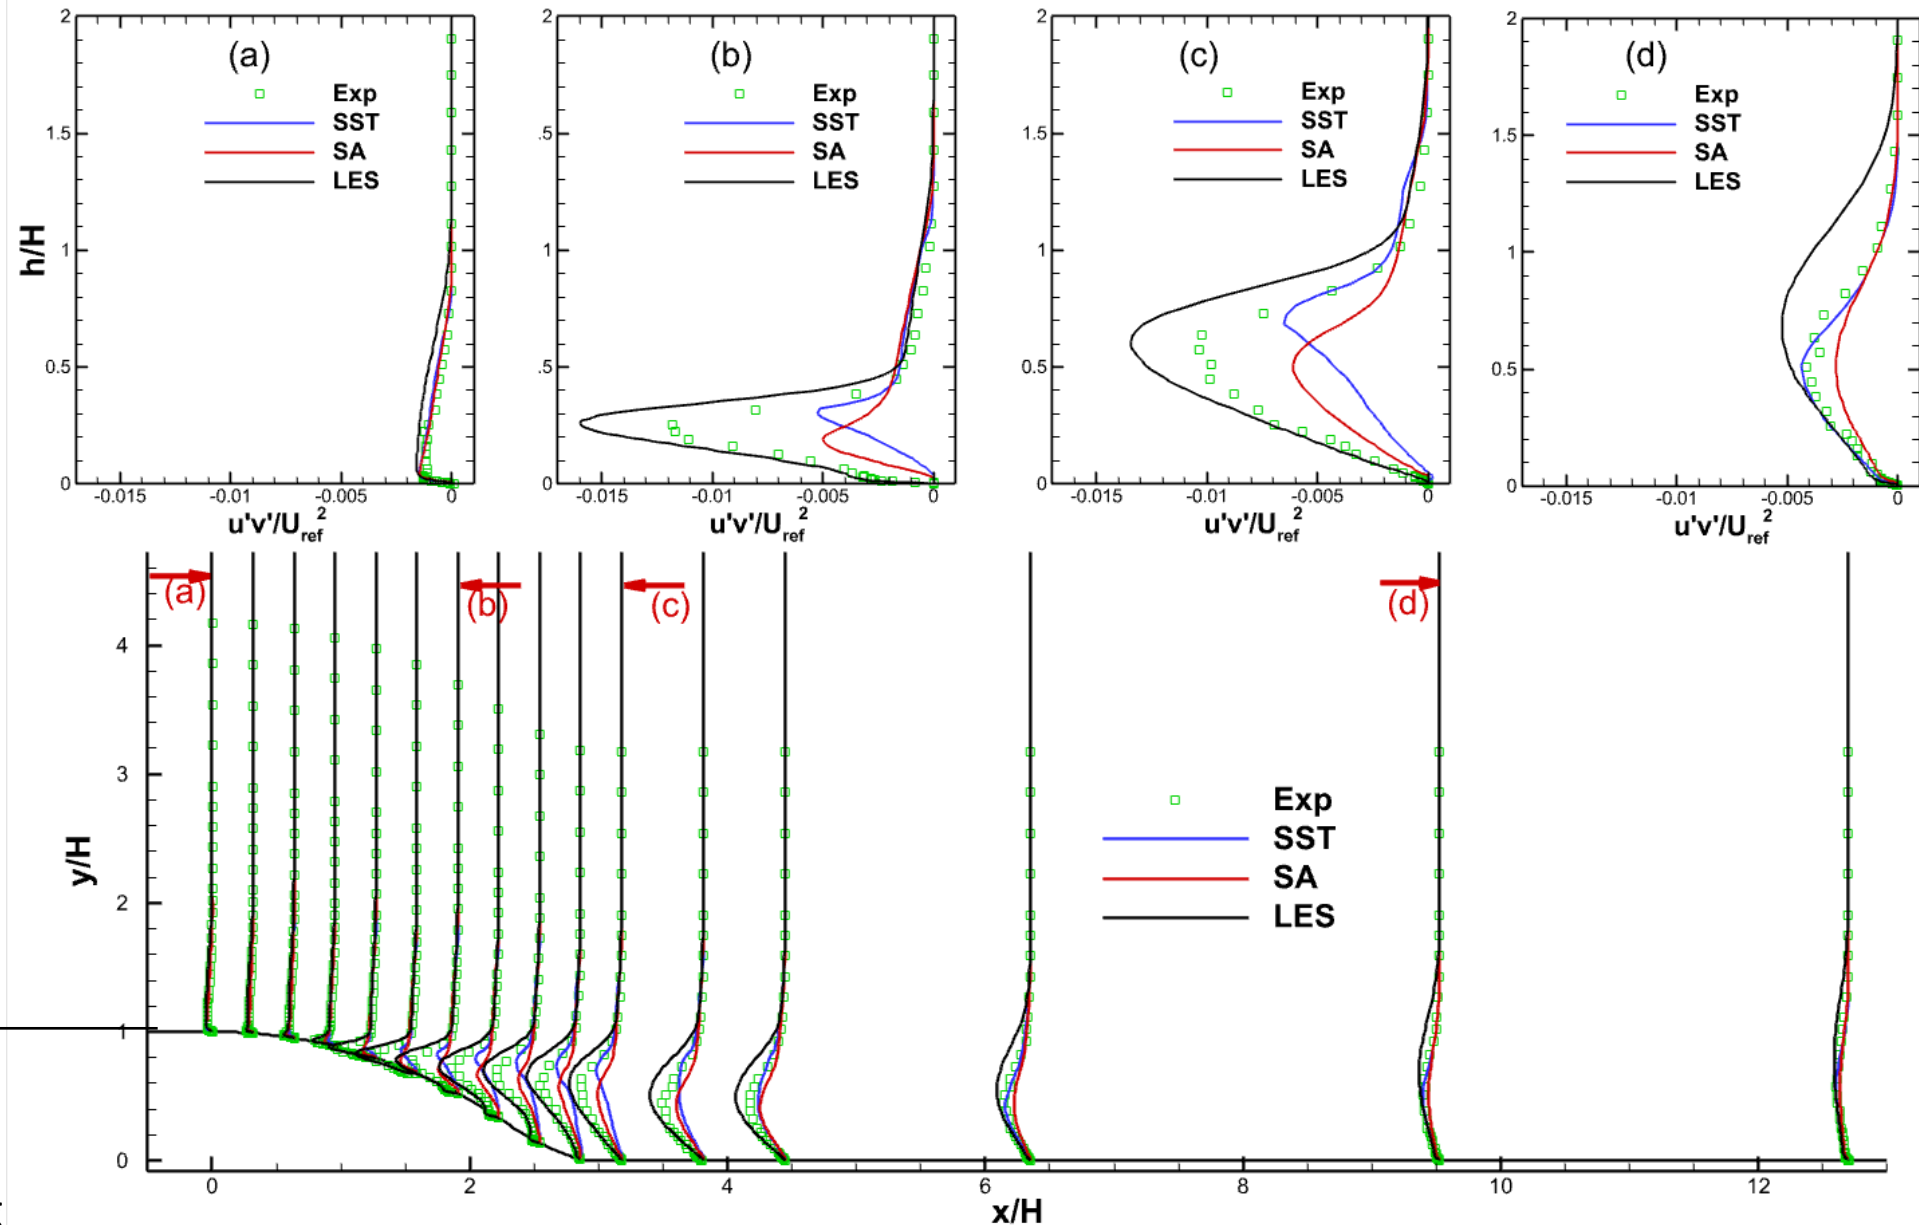 (a)
Exp
SST
SA
LES
2
1.5
1
0.5
0
h/H
-0.015 -0.01 -0.005 0
u'v'/U_ref^2
(b)
Exp
SST
SA
LES
2
.5
1
.5
0
-0.015 -0.01 -0.005 0
u'v'/U_ref^2
(c)
Exp
SST
SA
LES
2
1.5
1
0.5
0
-0.015 -0.01 -0.005 0
u'v'/U_ref^2
(d)
Exp
SST
SA
LES
2
1.5
1
0.5
0
-0.015 -0.01 -0.005 0
u'v'/U_ref^2
(a) (b) (c) (d)
Exp
SST
SA
LES
4
3
2
1
0
y/H
0 2 4 6 8 10 12
x/H